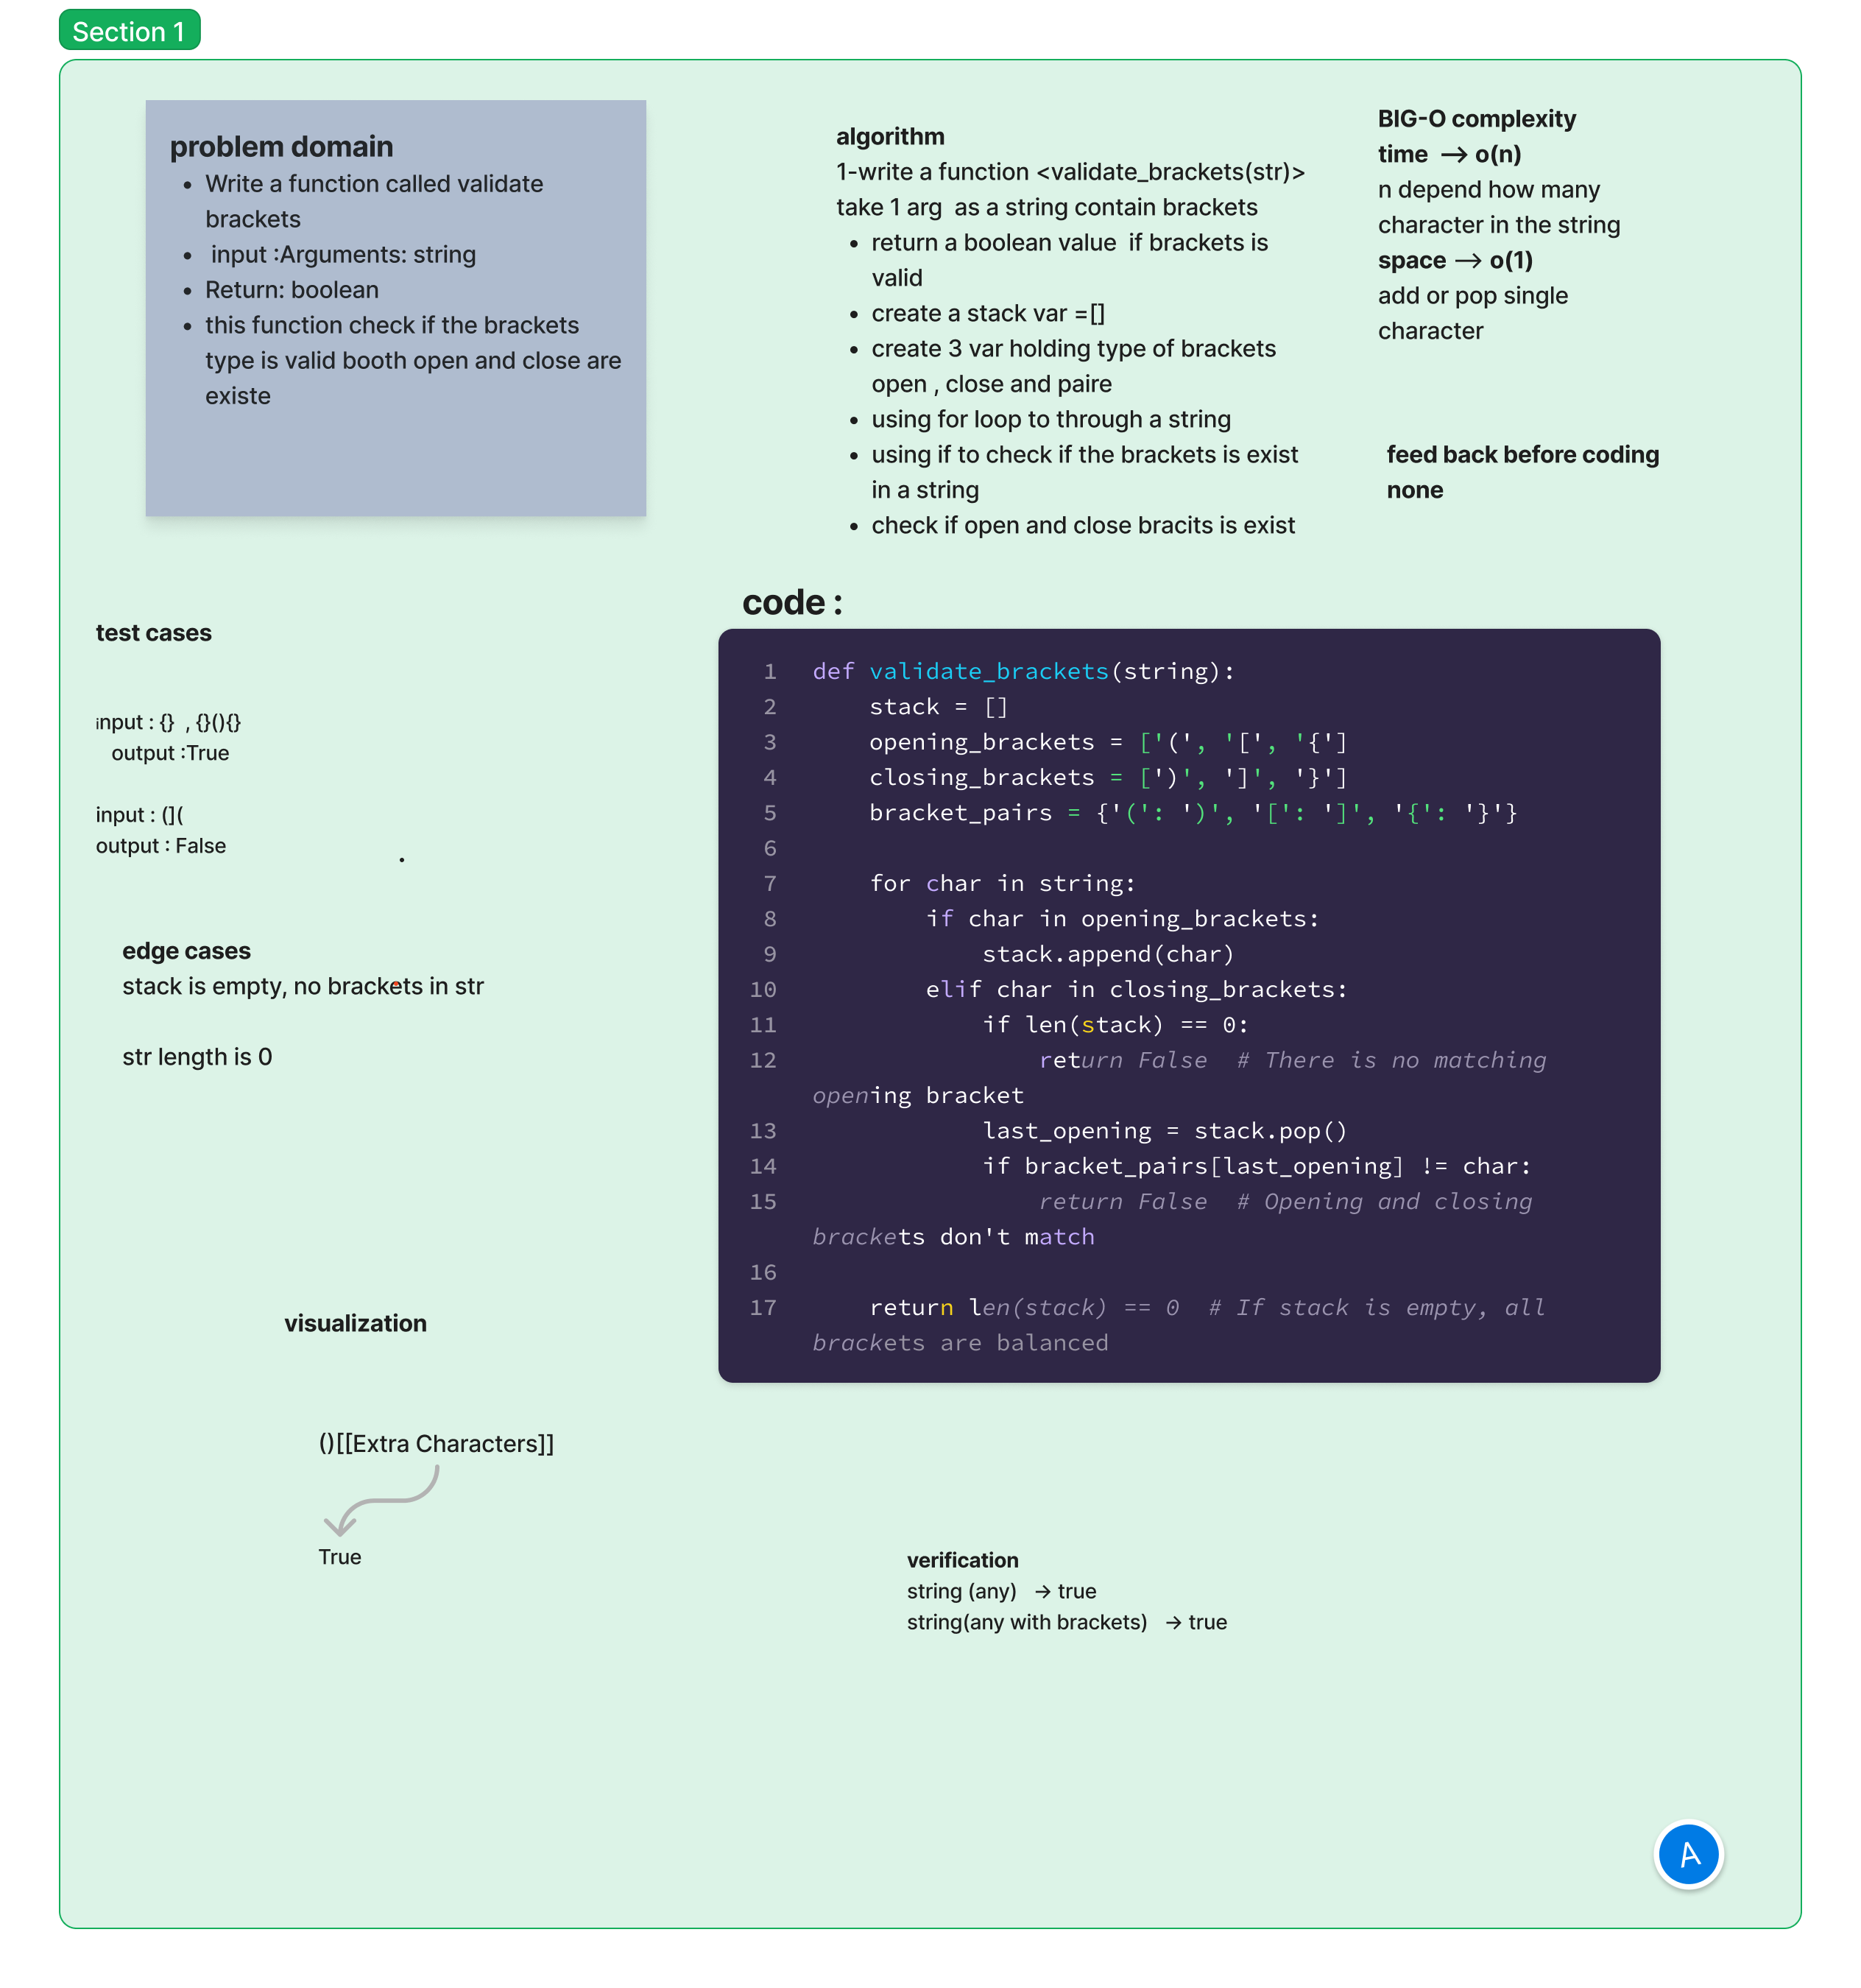 Section 1
problem domain
• Write a function called validate
brackets
• input :Arguments: string
• Return: boolean
• this function check if the brackets
type is valid booth open and close are
existe
algorithm
1-write a function <validate_brackets(str)>
take 1 arg  as a string contain brackets
• return a boolean value  if brackets is
valid
• create a stack var =[]
• create 3 var holding type of brackets
open , close and paire
• using for loop to through a string
• using if to check if the brackets is exist
in a string
• check if open and close bracits is exist
BIG-O complexity
time → o(n)
n depend how many
character in the string
space → o(1)
add or pop single
character
feed back before coding
none
test cases
input : {}  , {}(){}
output :True
input : (](
output : False
edge cases
stack is empty, no brackets in str
str length is 0
visualization
()[[Extra Characters]]
True
code :
1 def validate_brackets(string):
2     stack = []
3     opening_brackets = ['(', '[', '{']
4     closing_brackets = [')', ']', '}']
5     bracket_pairs = {'(': ')', '[': ']', '{': '}'}
6
7     for char in string:
8         if char in opening_brackets:
9             stack.append(char)
10         elif char in closing_brackets:
11             if len(stack) == 0:
12                 return False  # There is no matching
opening bracket
13             last_opening = stack.pop()
14             if bracket_pairs[last_opening] != char:
15                 return False  # Opening and closing
brackets don't match
16
17     return len(stack) == 0  # If stack is empty, all
brackets are balanced
verification
string (any)  → true
string(any with brackets)  → true
A